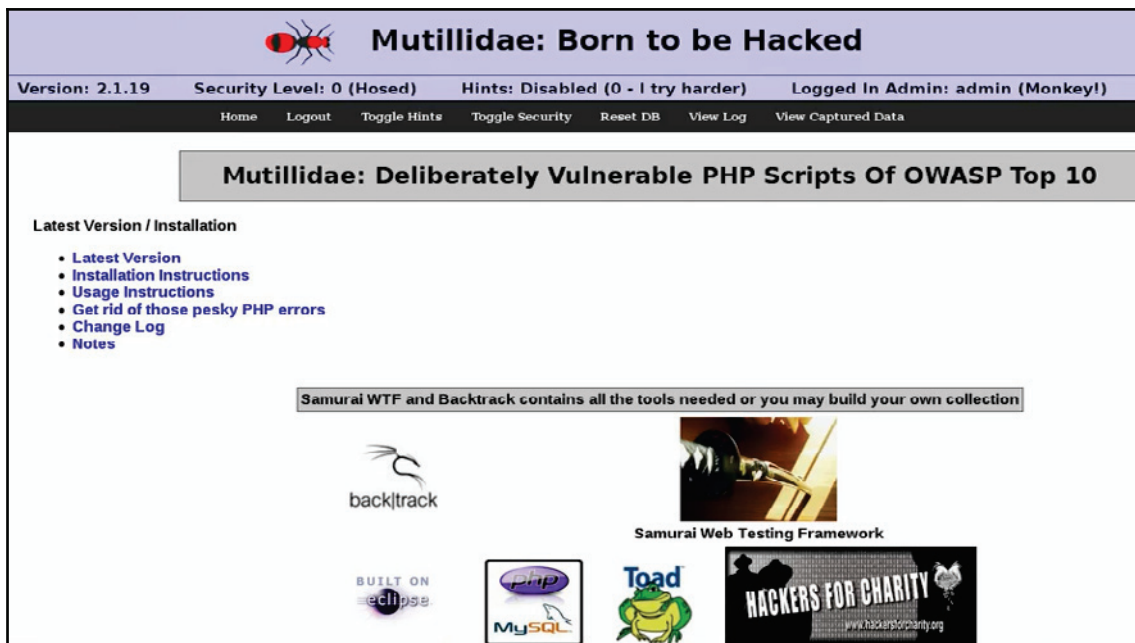 Mutillidae: Born to be Hacked
Version: 2.1.19 Security Level: 0 (Hosed) Hints: Disabled (0 - I try harder) Logged In Admin: admin (Monkey!)
Home Logout Toggle Hints Toggle Security Reset DB View Log View Captured Data
Mutillidae: Deliberately Vulnerable PHP Scripts Of OWASP Top 10
Latest Version / Installation
• Latest Version
• Installation Instructions
• Usage Instructions
• Get rid of those pesky PHP errors
• Change Log
• Notes
Samurai WTF and Backtrack contains all the tools needed or you may build your own collection
back|track
Samurai Web Testing Framework
BUILT ON
eclipse
php
MySQL
Toad
HACKERS FOR CHARITY
www.hackersforcharity.org